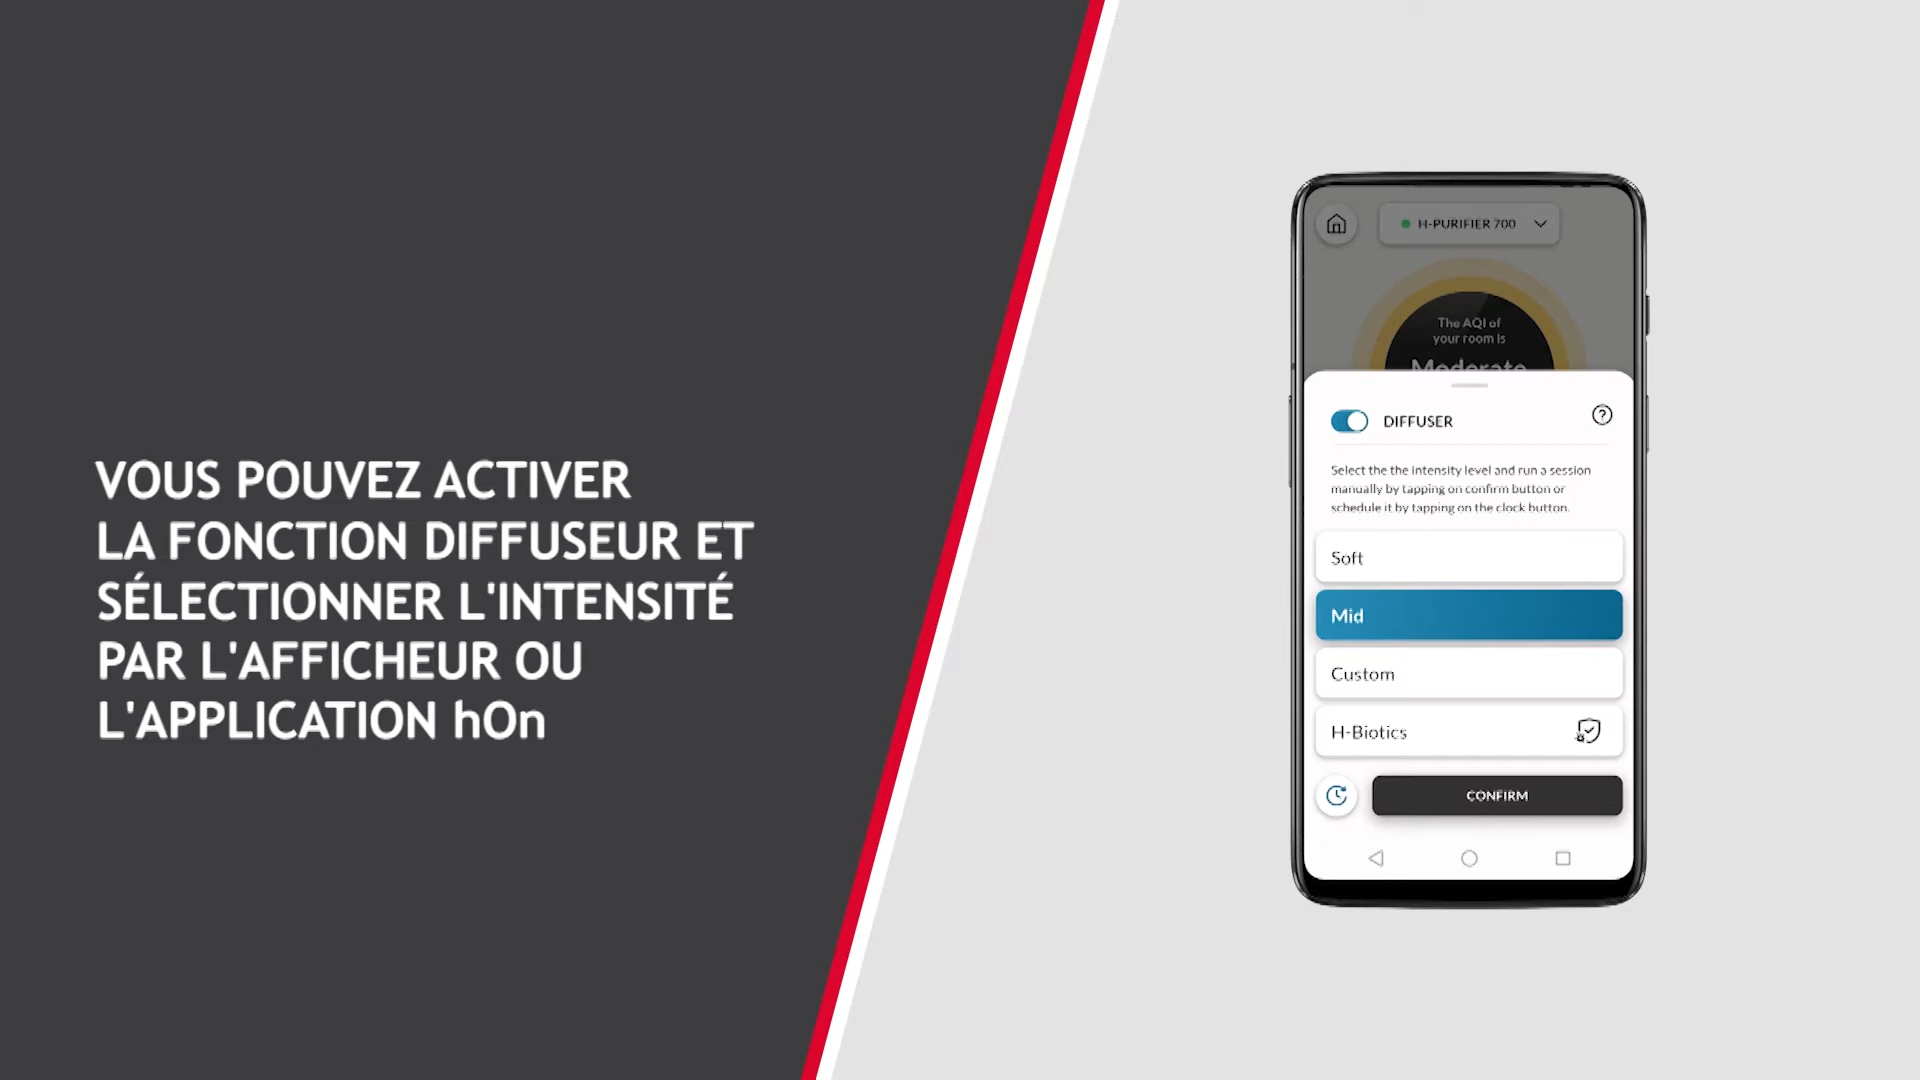 VOUS POUVEZ ACTIVER
LA FONCTION DIFFUSEUR ET
SÉLECTIONNER L'INTENSITÉ
PAR L'AFFICHEUR OU
L'APPLICATION hOn
H-PURIFIER 700
The AQI of
your room is
Moderate
DIFFUSER
Select the the intensity level and run a session
manually by tapping on confirm button or
schedule it by tapping on the clock button.
Soft
Mid
Custom
H-Biotics
CONFIRM